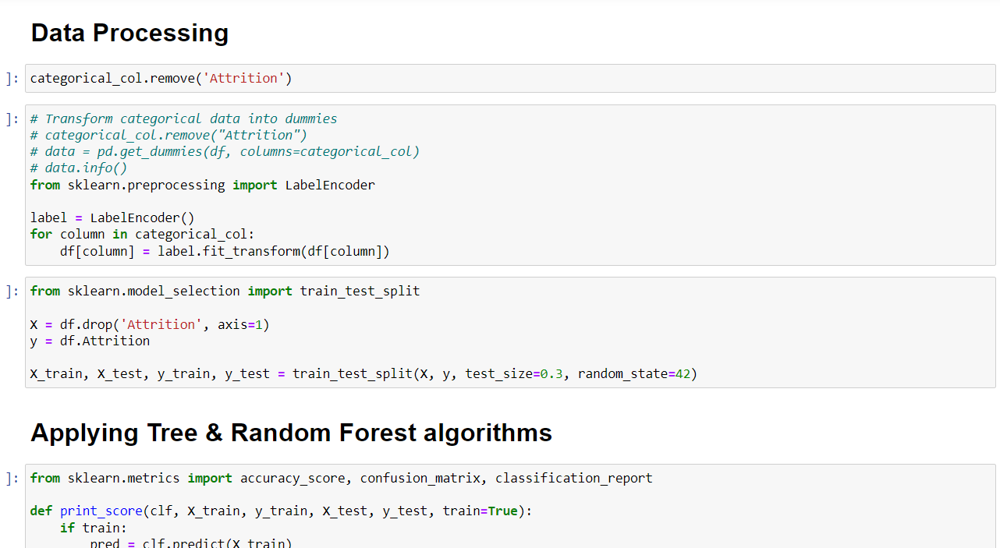 Data Processing
]: categorical_col.remove('Attrition')
]: # Transform categorical data into dummies
# categorical_col.remove("Attrition")
# data = pd.get_dummies(df, columns=categorical_col)
# data.info()
from sklearn.preprocessing import LabelEncoder
label = LabelEncoder()
for column in categorical_col:
    df[column] = label.fit_transform(df[column])
]: from sklearn.model_selection import train_test_split
X = df.drop('Attrition', axis=1)
y = df.Attrition
X_train, X_test, y_train, y_test = train_test_split(X, y, test_size=0.3, random_state=42)
Applying Tree & Random Forest algorithms
]: from sklearn.metrics import accuracy_score, confusion_matrix, classification_report
def print_score(clf, X_train, y_train, X_test, y_test, train=True):
    if train:
        pred = clf.predict(X_train)